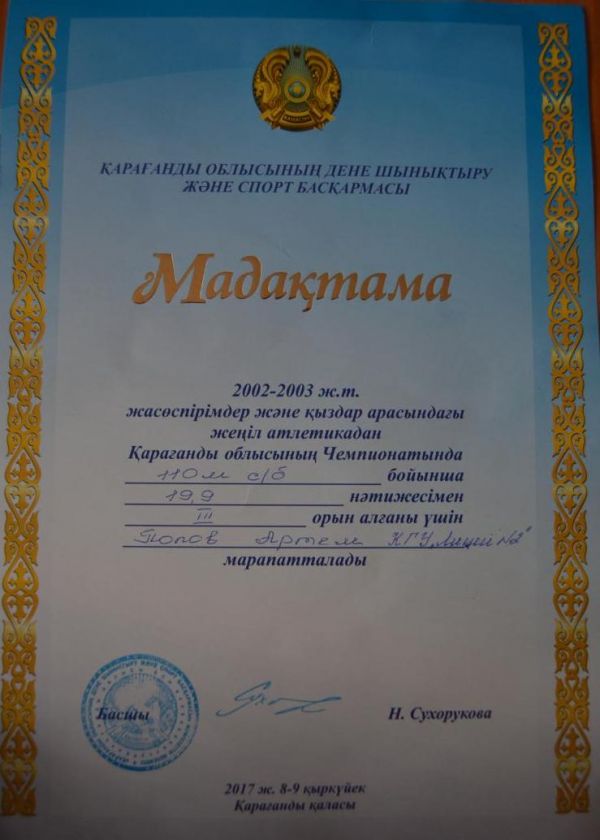 ҚАРАҒАНДЫ ОБЛЫСЫНЫҢ ДЕНЕ ШЫНЫҚТЫРУ
ЖӘНЕ СПОРТ БАСҚАРМАСЫ
Мадақтама
2002-2003 ж.т.
жасөспірімдер және қыздар арасындағы
жеңіл атлетикадан
Қарағанды облысының Чемпионатында
110м с/б бойынша
19,9 нәтижесімен
III орын алғаны үшін
Попов Артем КГУ„Лицей №2"
марапатталады
Басшы Н. Сухорукова
2017 ж. 8-9 қыркүйек
Қарағанды қаласы